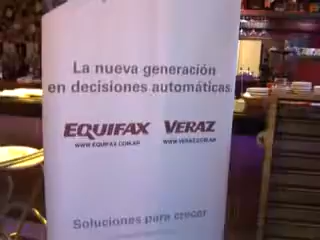 La nueva generación
en decisiones automáticas
EQUIFAX VERAZ
WWW.EQUIFAX.COM.AR WWW.VERAZ.COM.AR
Soluciones para crecer